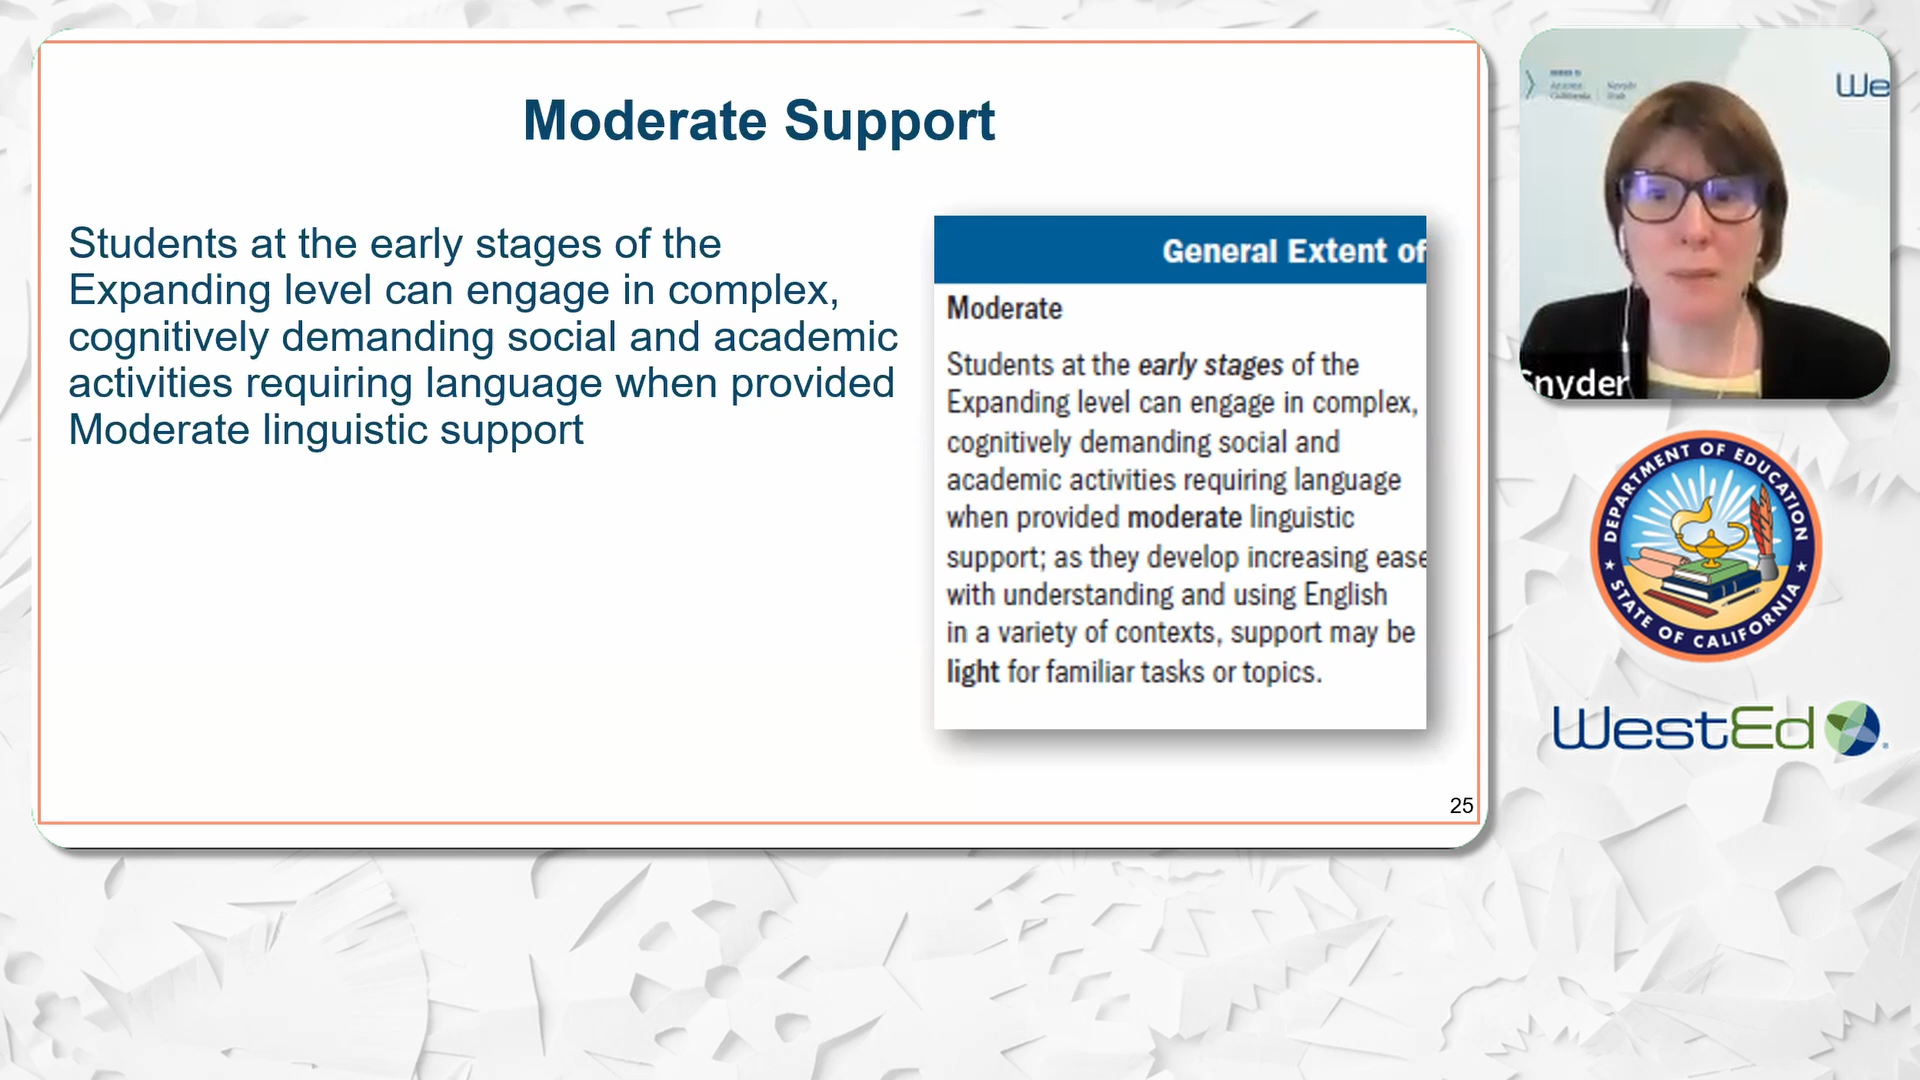 Moderate Support
Students at the early stages of the
Expanding level can engage in complex,
cognitively demanding social and academic
activities requiring language when provided
Moderate linguistic support
General Extent of
Moderate
Students at the early stages of the
Expanding level can engage in complex,
cognitively demanding social and
academic activities requiring language
when provided moderate linguistic
support; as they develop increasing ease
with understanding and using English
in a variety of contexts, support may be
light for familiar tasks or topics.
25
We
Snyder
DEPARTMENT OF EDUCATION
STATE OF CALIFORNIA
WestEd